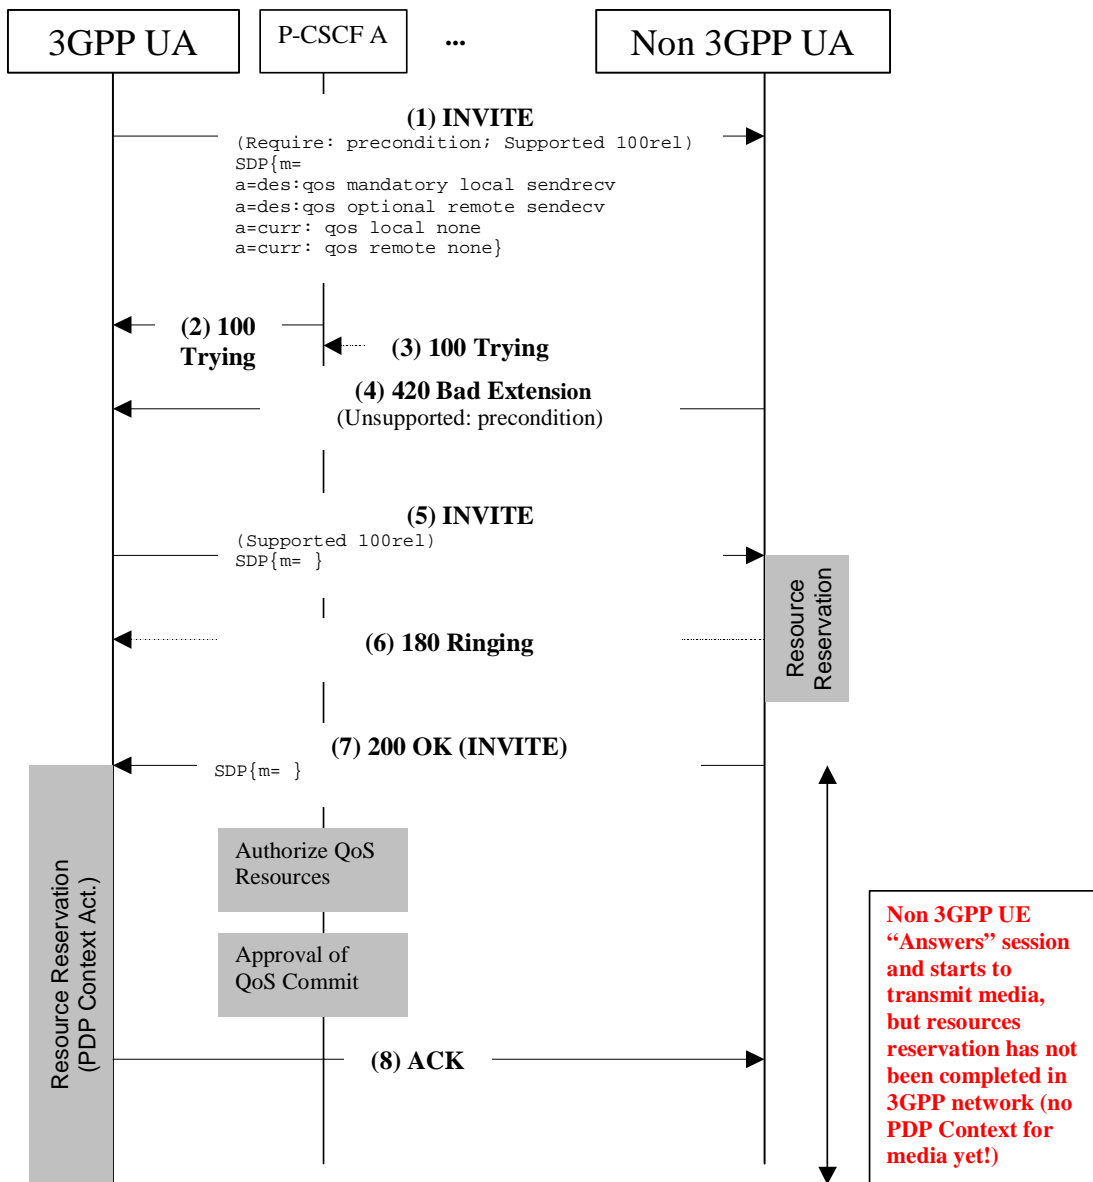 3GPP UA
P-CSCF A
...
Non 3GPP UA
(1) INVITE
(Require: precondition; Supported 100rel)
SDP{m=
a=des:qos mandatory local sendrecv
a=des:qos optional remote sendecv
a=curr: qos local none
a=curr: qos remote none}
(2) 100
Trying
(3) 100 Trying
(4) 420 Bad Extension
(Unsupported: precondition)
(5) INVITE
(Supported 100rel)
SDP{m= }
Resource
Reservation
(6) 180 Ringing
(7) 200 OK (INVITE)
SDP{m= }
Resource Reservation
(PDP Context Act.)
Authorize QoS
Resources
Approval of
QoS Commit
(8) ACK
Non 3GPP UE
“Answers” session
and starts to
transmit media,
but resources
reservation has not
been completed in
3GPP network (no
PDP Context for
media yet!)